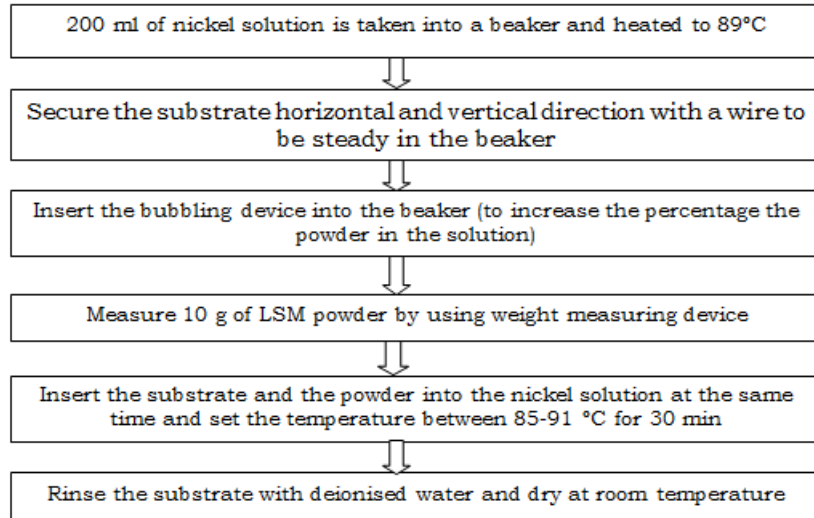 200 ml of nickel solution is taken into a beaker and heated to 89°C
Secure the substrate horizontal and vertical direction with a wire to
be steady in the beaker
Insert the bubbling device into the beaker (to increase the percentage the
powder in the solution)
Measure 10 g of LSM powder by using weight measuring device
Insert the substrate and the powder into the nickel solution at the same
time and set the temperature between 85-91 °C for 30 min
Rinse the substrate with deionised water and dry at room temperature